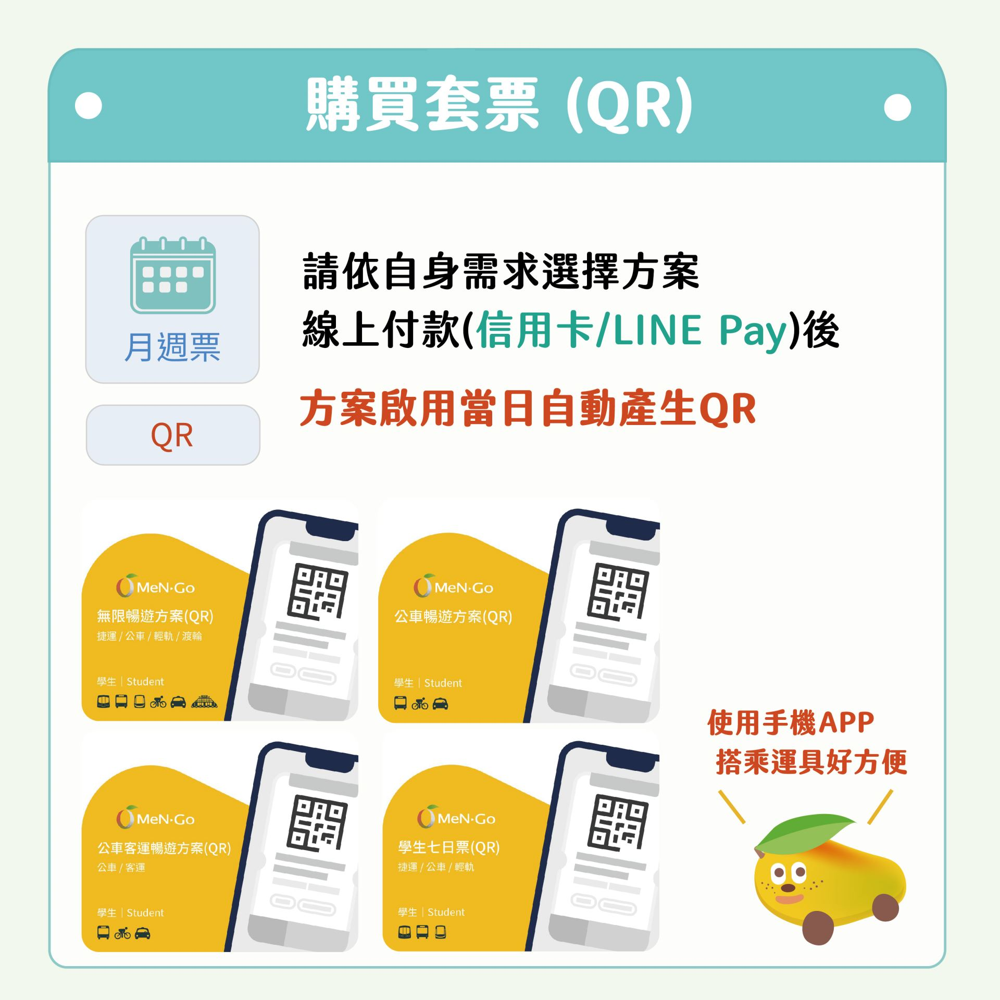 購買套票 (QR)
月週票
QR
請依自身需求選擇方案
線上付款(信用卡/LINE Pay)後
方案啟用當日自動產生QR
MeN·Go
無限暢遊方案(QR)
捷運 / 公車 / 輕軌 / 渡輪
學生｜Student
MeN·Go
公車暢遊方案(QR)
學生｜Student
MeN·Go
公車客運暢遊方案(QR)
公車 / 客運
學生｜Student
MeN·Go
學生七日票(QR)
捷運 / 公車 / 輕軌
學生｜Student
使用手機APP
搭乘運具好方便